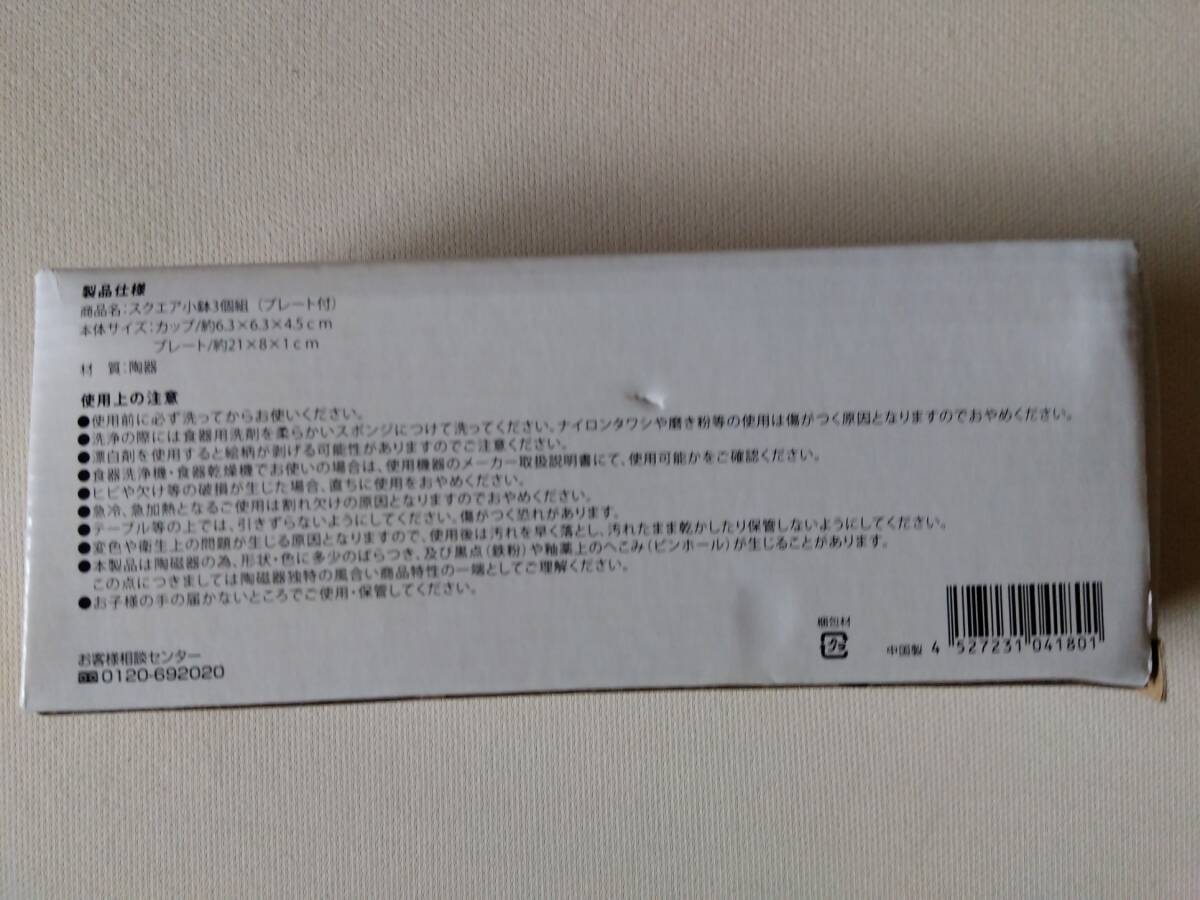 製品仕様
商品名:スクエア小鉢3個組(プレート付)
本体サイズ:カップ/約6.3×6.3×4.5cm
プレート/約21×8×1cm
材 質:陶器
使用上の注意
●使用前に必ず洗ってからお使いください。
●洗浄の際には食器用洗剤を柔らかいスポンジにつけて洗ってください。ナイロンタワシや磨き粉等の使用は傷がつく原因となりますのでおやめください。
●漂白剤を使用すると絵柄が剥げる可能性がありますのでご注意ください。
●食器洗浄機・食器乾燥機でお使いの場合は、使用機器のメーカー取扱説明書にて、使用可能かをご確認ください。
●ヒビや欠け等の破損が生じた場合、直ちに使用をおやめください。
●急冷、急加熱となるご使用は割れ欠けの原因となりますのでおやめください。
●テーブル等の上では、引きずらないようにしてください。傷がつく恐れがあります。
●変色や衛生上の問題が生じる原因となりますので、使用後は汚れを早く落とし、汚れたまま乾かしたり保管しないようにしてください。
●本製品は陶磁器の為、形状・色に多少のばらつき、及び黒点(鉄粉)や釉薬上のへこみ(ピンホール)が生じることがあります。
この点につきましては陶磁器独特の風合い商品特性の一端としてご理解ください。
●お子様の手の届かないところでご使用・保管してください。
お客様相談センター
0120-692020
梱包材
中国製
4 527231 041801